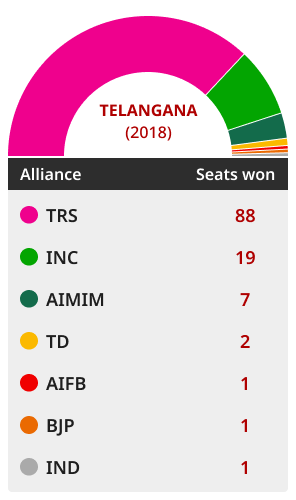 TELANGANA
(2018)
Alliance Seats won
TRS 88
INC 19
AIMIM 7
TD 2
AIFB 1
BJP 1
IND 1